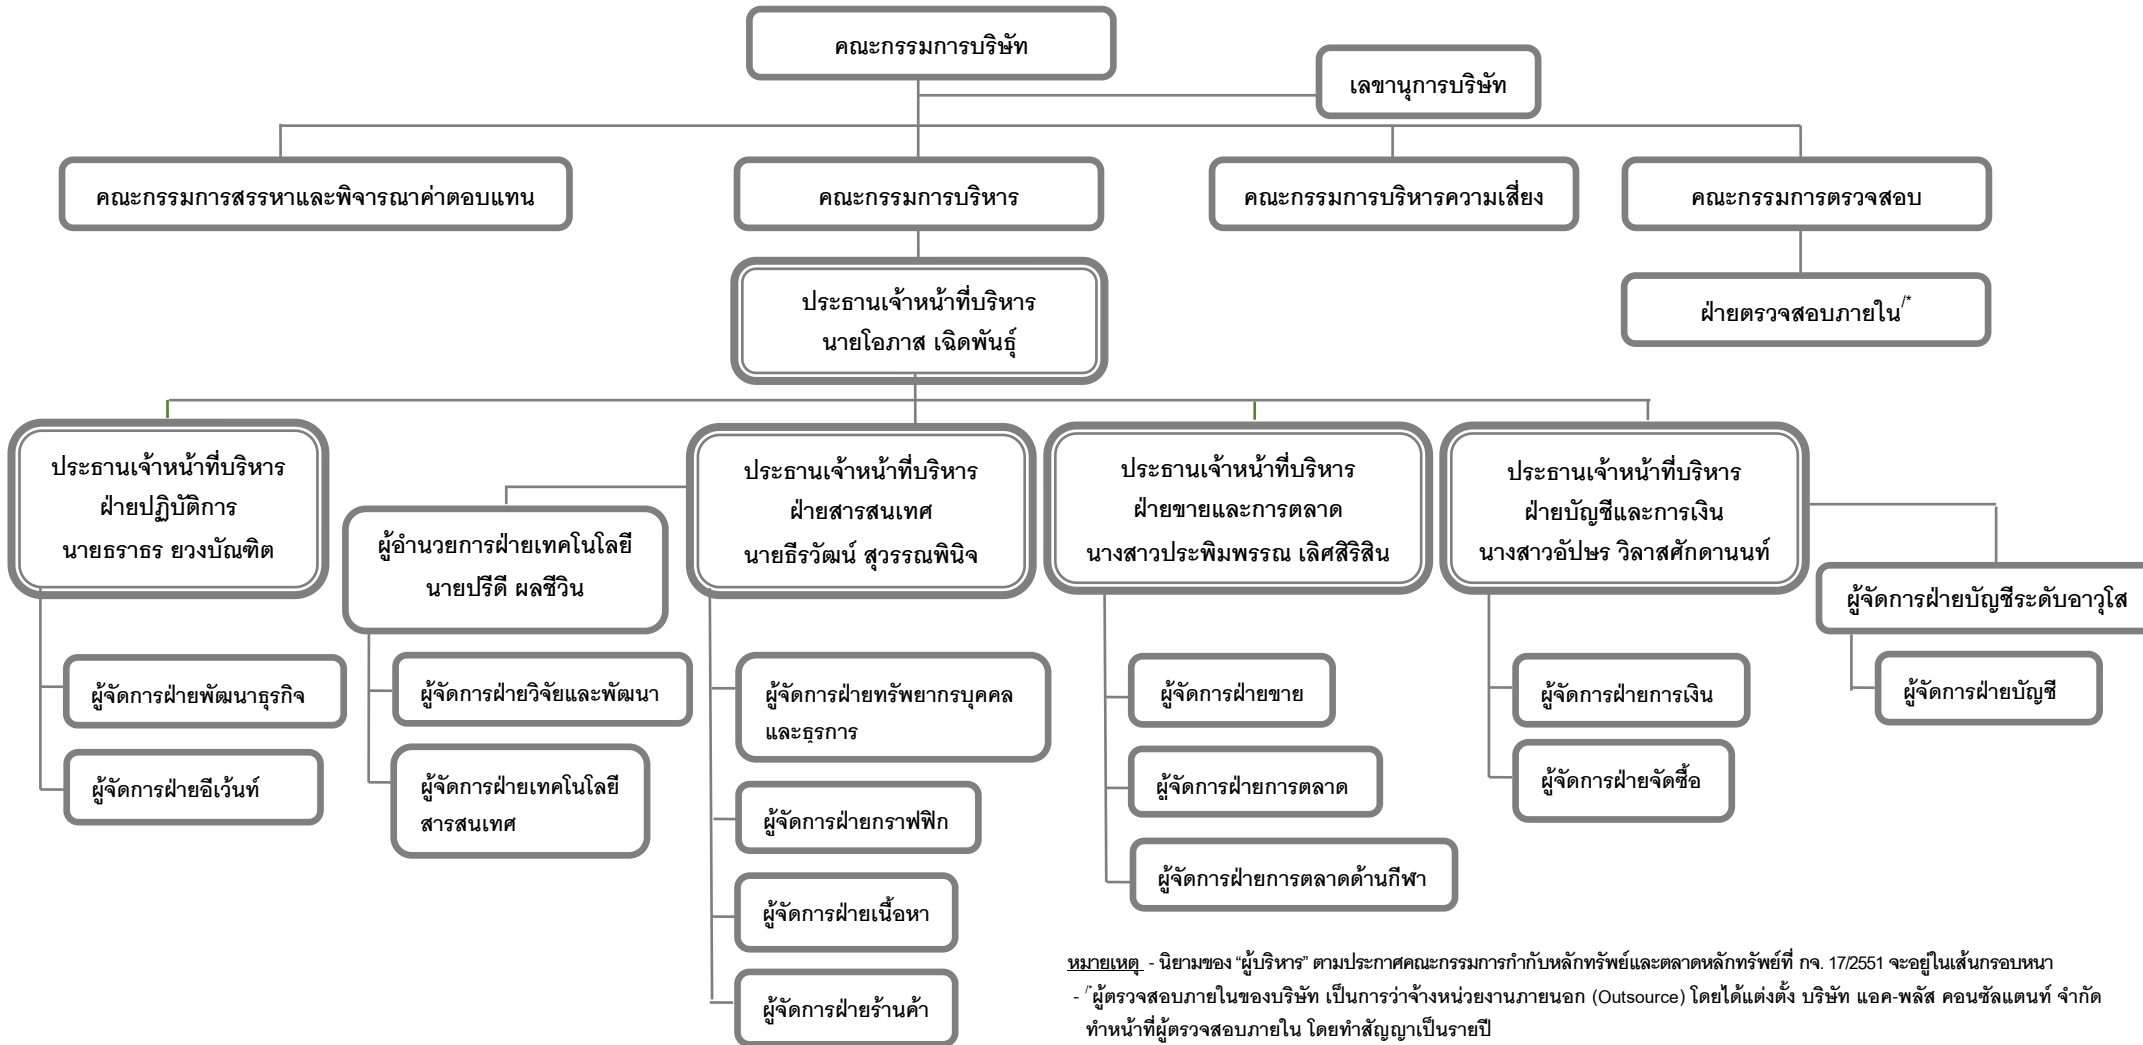 คณะกรรมการบริษัท
เลขานุการบริษัท
คณะกรรมการสรรหาและพิจารณาค่าตอบแทน
คณะกรรมการบริหาร
คณะกรรมการบริหารความเสี่ยง
คณะกรรมการตรวจสอบ
ประธานเจ้าหน้าที่บริหาร
นายโอภาส เฉิดพันธุ์
ฝ่ายตรวจสอบภายใน/*
ประธานเจ้าหน้าที่บริหาร
ฝ่ายปฏิบัติการ
นายธราธร ยวงบัณฑิต
ผู้อำนวยการฝ่ายเทคโนโลยี
นายปรีดี ผลชีวิน
ประธานเจ้าหน้าที่บริหาร
ฝ่ายสารสนเทศ
นายธีรวัฒน์ สุวรรณพินิจ
ประธานเจ้าหน้าที่บริหาร
ฝ่ายขายและการตลาด
นางสาวประพิมพรรณ เลิศสิริสิน
ประธานเจ้าหน้าที่บริหาร
ฝ่ายบัญชีและการเงิน
นางสาวอัปษร วิลาสศักดานนท์
ผู้จัดการฝ่ายบัญชีระดับอาวุโส
ผู้จัดการฝ่ายพัฒนาธุรกิจ
ผู้จัดการฝ่ายอีเว้นท์
ผู้จัดการฝ่ายวิจัยและพัฒนา
ผู้จัดการฝ่ายเทคโนโลยี
สารสนเทศ
ผู้จัดการฝ่ายทรัพยากรบุคคล
และธุรการ
ผู้จัดการฝ่ายกราฟฟิก
ผู้จัดการฝ่ายเนื้อหา
ผู้จัดการฝ่ายร้านค้า
ผู้จัดการฝ่ายขาย
ผู้จัดการฝ่ายการตลาด
ผู้จัดการฝ่ายการตลาดด้านกีฬา
ผู้จัดการฝ่ายการเงิน
ผู้จัดการฝ่ายจัดซื้อ
ผู้จัดการฝ่ายบัญชี
หมายเหตุ - นิยามของ “ผู้บริหาร” ตามประกาศคณะกรรมการกำกับหลักทรัพย์และตลาดหลักทรัพย์ที่ กจ. 17/2551 จะอยู่ในเส้นกรอบหนา
- /*ผู้ตรวจสอบภายในของบริษัท เป็นการว่าจ้างหน่วยงานภายนอก (Outsource) โดยได้แต่งตั้ง บริษัท แอค-พลัส คอนซัลแตนท์ จำกัด
ทำหน้าที่ผู้ตรวจสอบภายใน โดยทำสัญญาเป็นรายปี